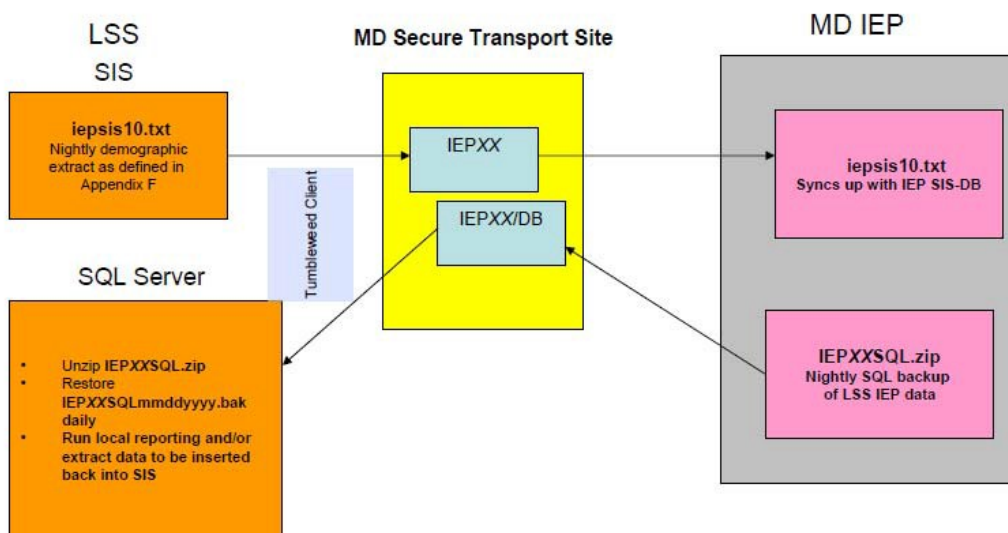 LSS
SIS
iepsis10.txt
Nightly demographic
extract as defined in
Appendix F
MD Secure Transport Site
IEPXX
IEPXX/DB
Tumbleweed Client
MD IEP
iepsis10.txt
Syncs up with IEP SIS-DB
IEPXXSQL.zip
Nightly SQL backup
of LSS IEP data
SQL Server
• Unzip IEPXXSQL.zip
• Restore
IEPXXSQLmmddyyyy.bak
daily
• Run local reporting and/or
extract data to be inserted
back into SIS